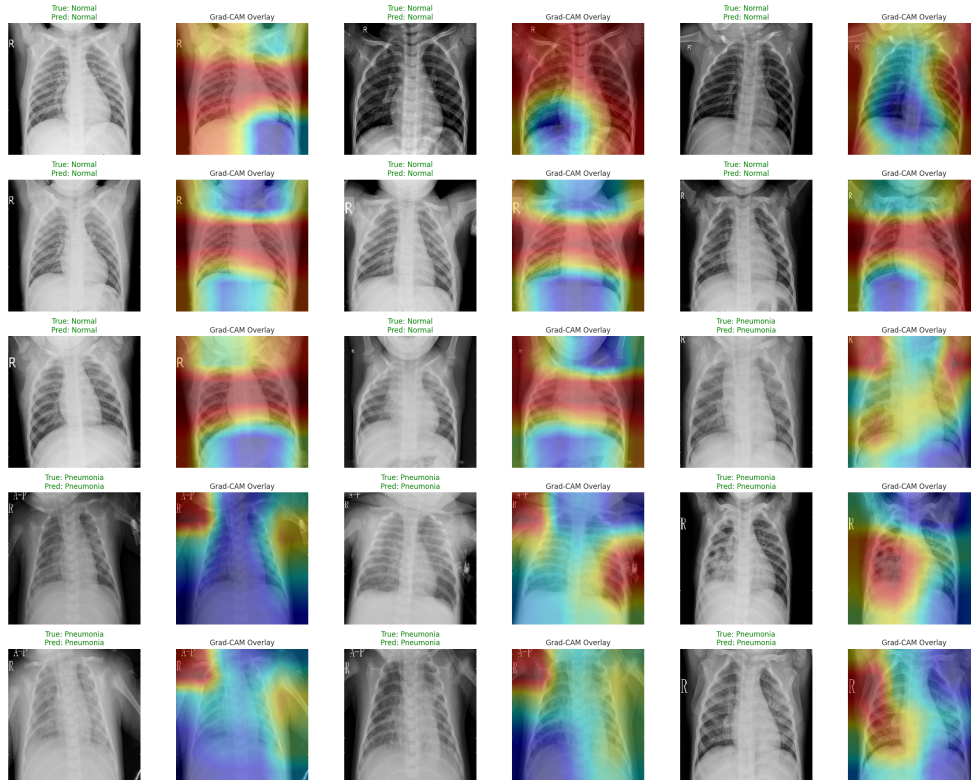 True: Normal
Pred: Normal
Grad-CAM Overlay
True: Normal
Pred: Normal
Grad-CAM Overlay
True: Normal
Pred: Normal
Grad-CAM Overlay
R
R
R
R
True: Normal
Pred: Normal
Grad-CAM Overlay
True: Normal
Pred: Normal
Grad-CAM Overlay
True: Normal
Pred: Normal
Grad-CAM Overlay
R
R
R
R
R
R
True: Normal
Pred: Normal
Grad-CAM Overlay
True: Normal
Pred: Normal
Grad-CAM Overlay
True: Pneumonia
Pred: Pneumonia
Grad-CAM Overlay
R
R
R
R
R
True: Pneumonia
Pred: Pneumonia
Grad-CAM Overlay
True: Pneumonia
Pred: Pneumonia
Grad-CAM Overlay
True: Pneumonia
Pred: Pneumonia
Grad-CAM Overlay
A-P
R
A-P
R
A-P
R
A-P
R
R
R
True: Pneumonia
Pred: Pneumonia
Grad-CAM Overlay
True: Pneumonia
Pred: Pneumonia
Grad-CAM Overlay
True: Pneumonia
Pred: Pneumonia
Grad-CAM Overlay
A-P
R
A-P
R
A-P
R
A-P
R
R
R